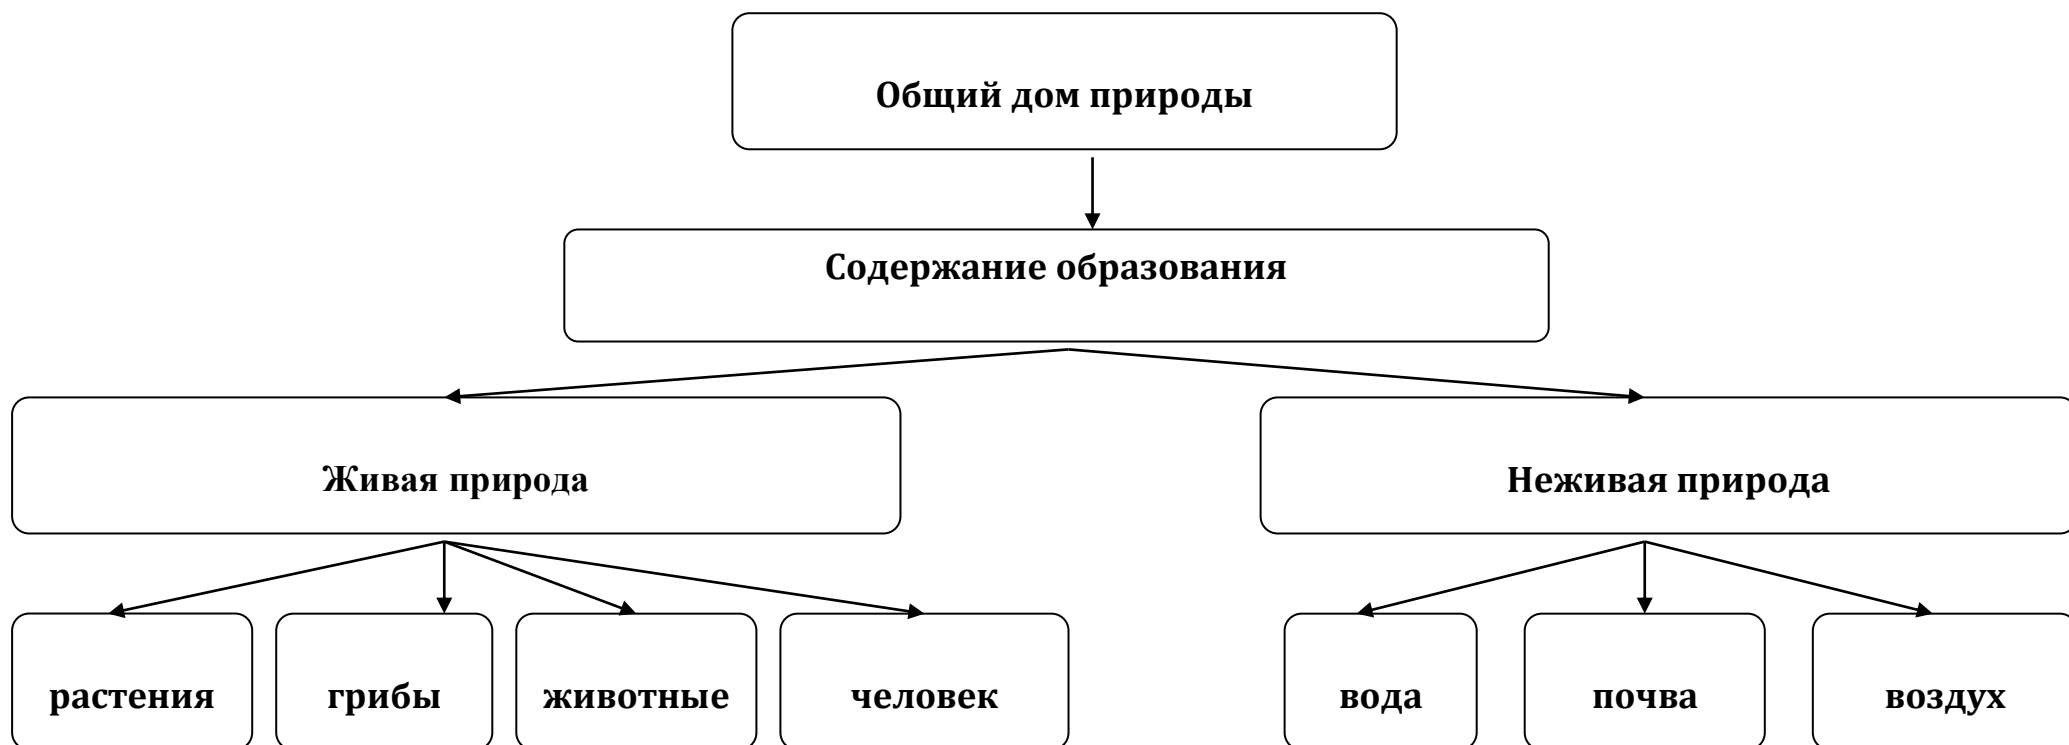 Общий дом природы
Содержание образования
Живая природа
Неживая природа
растения
грибы
животные
человек
вода
почва
воздух